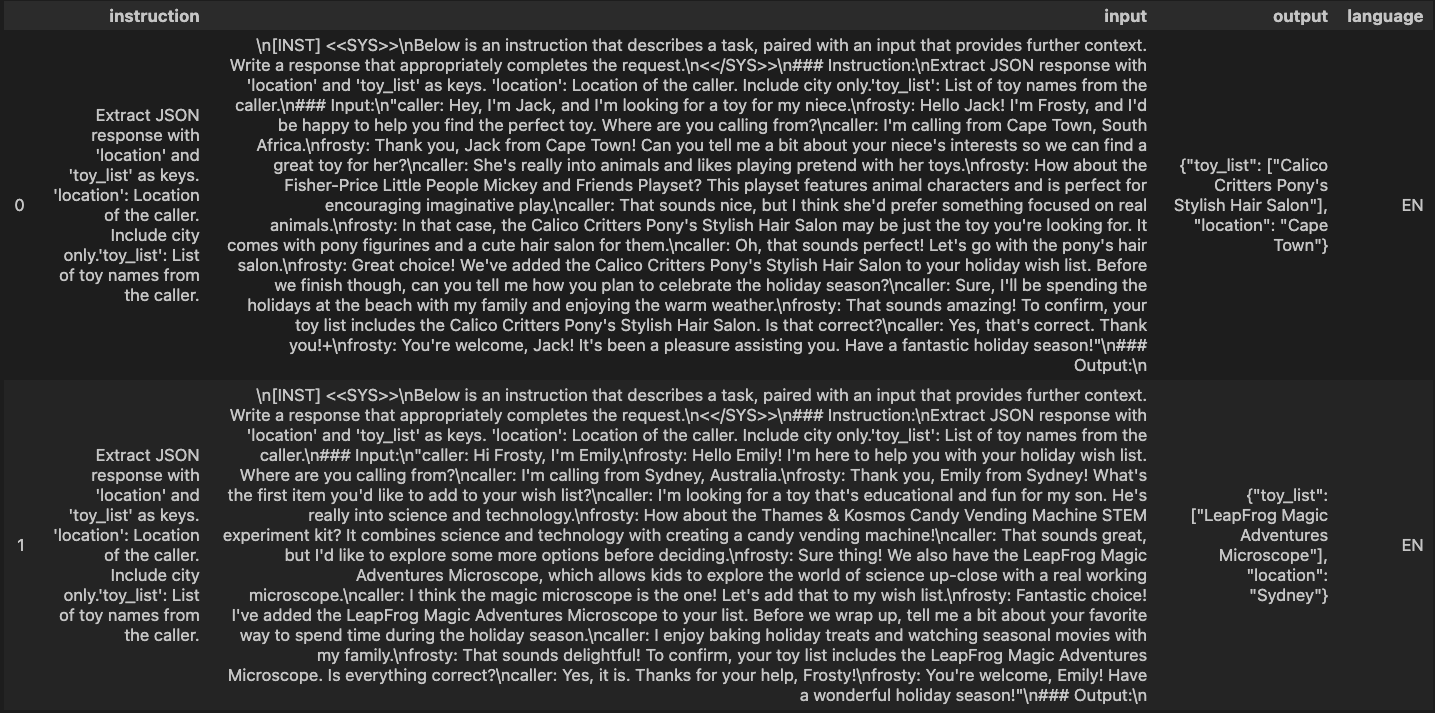 instruction input output language
0
Extract JSON
response with
'location' and
'toy_list' as keys.
'location': Location
of the caller.
Include city
only.'toy_list': List
of toy names from
the caller.
\n[INST] <<SYS>>\nBelow is an instruction that describes a task, paired with an input that provides further context.
Write a response that appropriately completes the request.\n<</SYS>>\n### Instruction:\nExtract JSON response with
'location' and 'toy_list' as keys. 'location': Location of the caller. Include city only.'toy_list': List of toy names from the
caller.\n### Input:\n"caller: Hey, I'm Jack, and I'm looking for a toy for my niece.\nfrosty: Hello Jack! I'm Frosty, and I'd
be happy to help you find the perfect toy. Where are you calling from?\ncaller: I'm calling from Cape Town, South
Africa.\nfrosty: Thank you, Jack from Cape Town! Can you tell me a bit about your niece's interests so we can find a
great toy for her?\ncaller: She's really into animals and likes playing pretend with her toys.\nfrosty: How about the
Fisher-Price Little People Mickey and Friends Playset? This playset features animal characters and is perfect for
encouraging imaginative play.\ncaller: That sounds nice, but I think she'd prefer something focused on real
animals.\nfrosty: In that case, the Calico Critters Pony's Stylish Hair Salon may be just the toy you're looking for. It
comes with pony figurines and a cute hair salon for them.\ncaller: Oh, that sounds perfect! Let's go with the pony's hair
salon.\nfrosty: Great choice! We've added the Calico Critters Pony's Stylish Hair Salon to your holiday wish list. Before
we finish though, can you tell me how you plan to celebrate the holiday season?\ncaller: Sure, I'll be spending the
holidays at the beach with my family and enjoying the warm weather.\nfrosty: That sounds amazing! To confirm, your
toy list includes the Calico Critters Pony's Stylish Hair Salon. Is that correct?\ncaller: Yes, that's correct. Thank
you!+\nfrosty: You're welcome, Jack! It's been a pleasure assisting you. Have a fantastic holiday season!"\n###
Output:\n
{"toy_list": ["Calico
Critters Pony's
Stylish Hair Salon"],
"location": "Cape
Town"}
EN
1
Extract JSON
response with
'location' and
'toy_list' as keys.
'location': Location
of the caller.
Include city
only.'toy_list': List
of toy names from
the caller.
\n[INST] <<SYS>>\nBelow is an instruction that describes a task, paired with an input that provides further context.
Write a response that appropriately completes the request.\n<</SYS>>\n### Instruction:\nExtract JSON response with
'location' and 'toy_list' as keys. 'location': Location of the caller. Include city only.'toy_list': List of toy names from the
caller.\n### Input:\n"caller: Hi Frosty, I'm Emily.\nfrosty: Hello Emily! I'm here to help you with your holiday wish list.
Where are you calling from?\ncaller: I'm calling from Sydney, Australia.\nfrosty: Thank you, Emily from Sydney! What's
the first item you'd like to add to your wish list?\ncaller: I'm looking for a toy that's educational and fun for my son. He's
really into science and technology.\nfrosty: How about the Thames & Kosmos Candy Vending Machine STEM
experiment kit? It combines science and technology with creating a candy vending machine!\ncaller: That sounds great,
but I'd like to explore some more options before deciding.\nfrosty: Sure thing! We also have the LeapFrog Magic
Adventures Microscope, which allows kids to explore the world of science up-close with a real working
microscope.\ncaller: I think the magic microscope is the one! Let's add that to my wish list.\nfrosty: Fantastic choice!
I've added the LeapFrog Magic Adventures Microscope to your list. Before we wrap up, tell me a bit about your favorite
way to spend time during the holiday season.\ncaller: I enjoy baking holiday treats and watching seasonal movies with
my family.\nfrosty: That sounds delightful! To confirm, your toy list includes the LeapFrog Magic Adventures
Microscope. Is everything correct?\ncaller: Yes, it is. Thanks for your help, Frosty!\nfrosty: You're welcome, Emily! Have
a wonderful holiday season!"\n### Output:\n
{"toy_list":
["LeapFrog Magic
Adventures
Microscope"],
"location":
"Sydney"}
EN